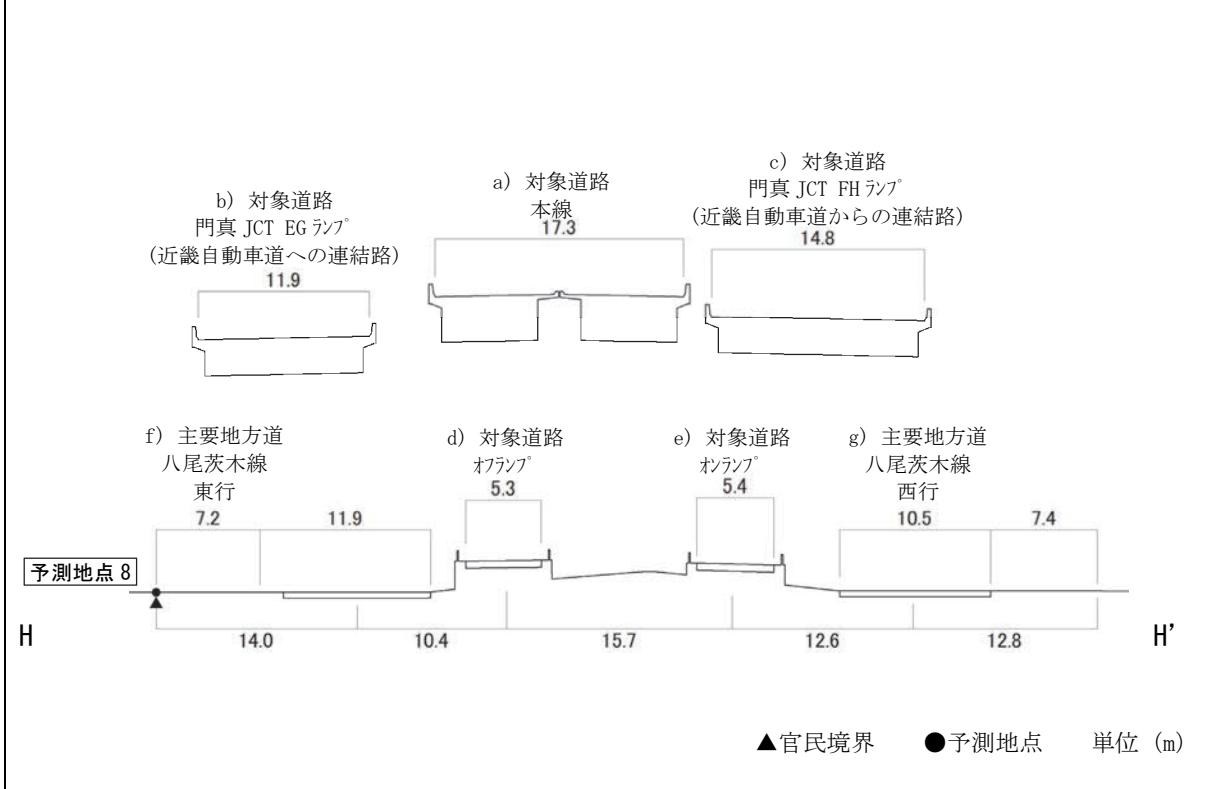 b) 対象道路
門真 JCT EG ﾗﾝﾌﾟ
(近畿自動車道への連結路)
11.9
a) 対象道路
本線
17.3
c) 対象道路
門真 JCT FH ﾗﾝﾌﾟ
(近畿自動車道からの連結路)
14.8
f) 主要地方道
八尾茨木線
東行
7.2
11.9
d) 対象道路
ｵﾌﾗﾝﾌﾟ
5.3
e) 対象道路
ｵﾝﾗﾝﾌﾟ
5.4
g) 主要地方道
八尾茨木線
西行
10.5
7.4
予測地点 8
H
14.0
10.4
15.7
12.6
12.8
H'
▲官民境界 ●予測地点 単位 (m)